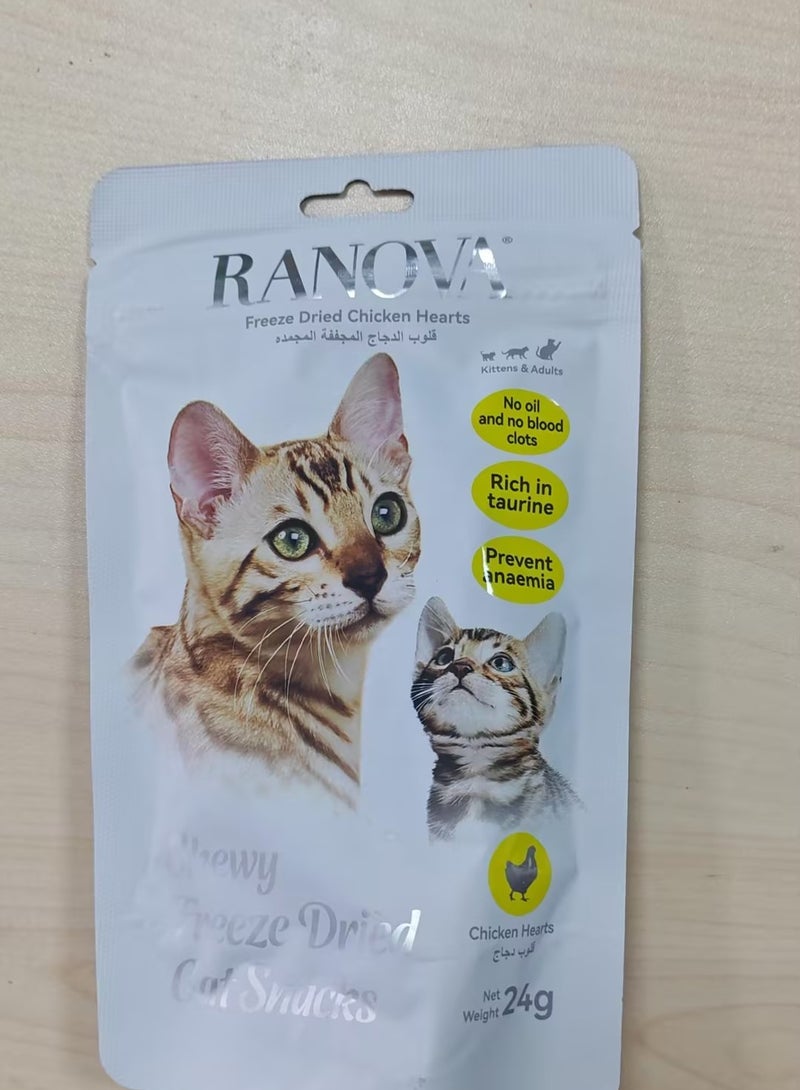 RANOVA®
Freeze Dried Chicken Hearts
قلوب الدجاج المجففة المجمده
Kittens & Adults
No oil
and no blood
clots
Rich in
taurine
Prevent
anaemia
Chewy
Freeze Dried
Cat Snacks
Chicken Hearts
قلوب دجاج
Net
Weight 24g